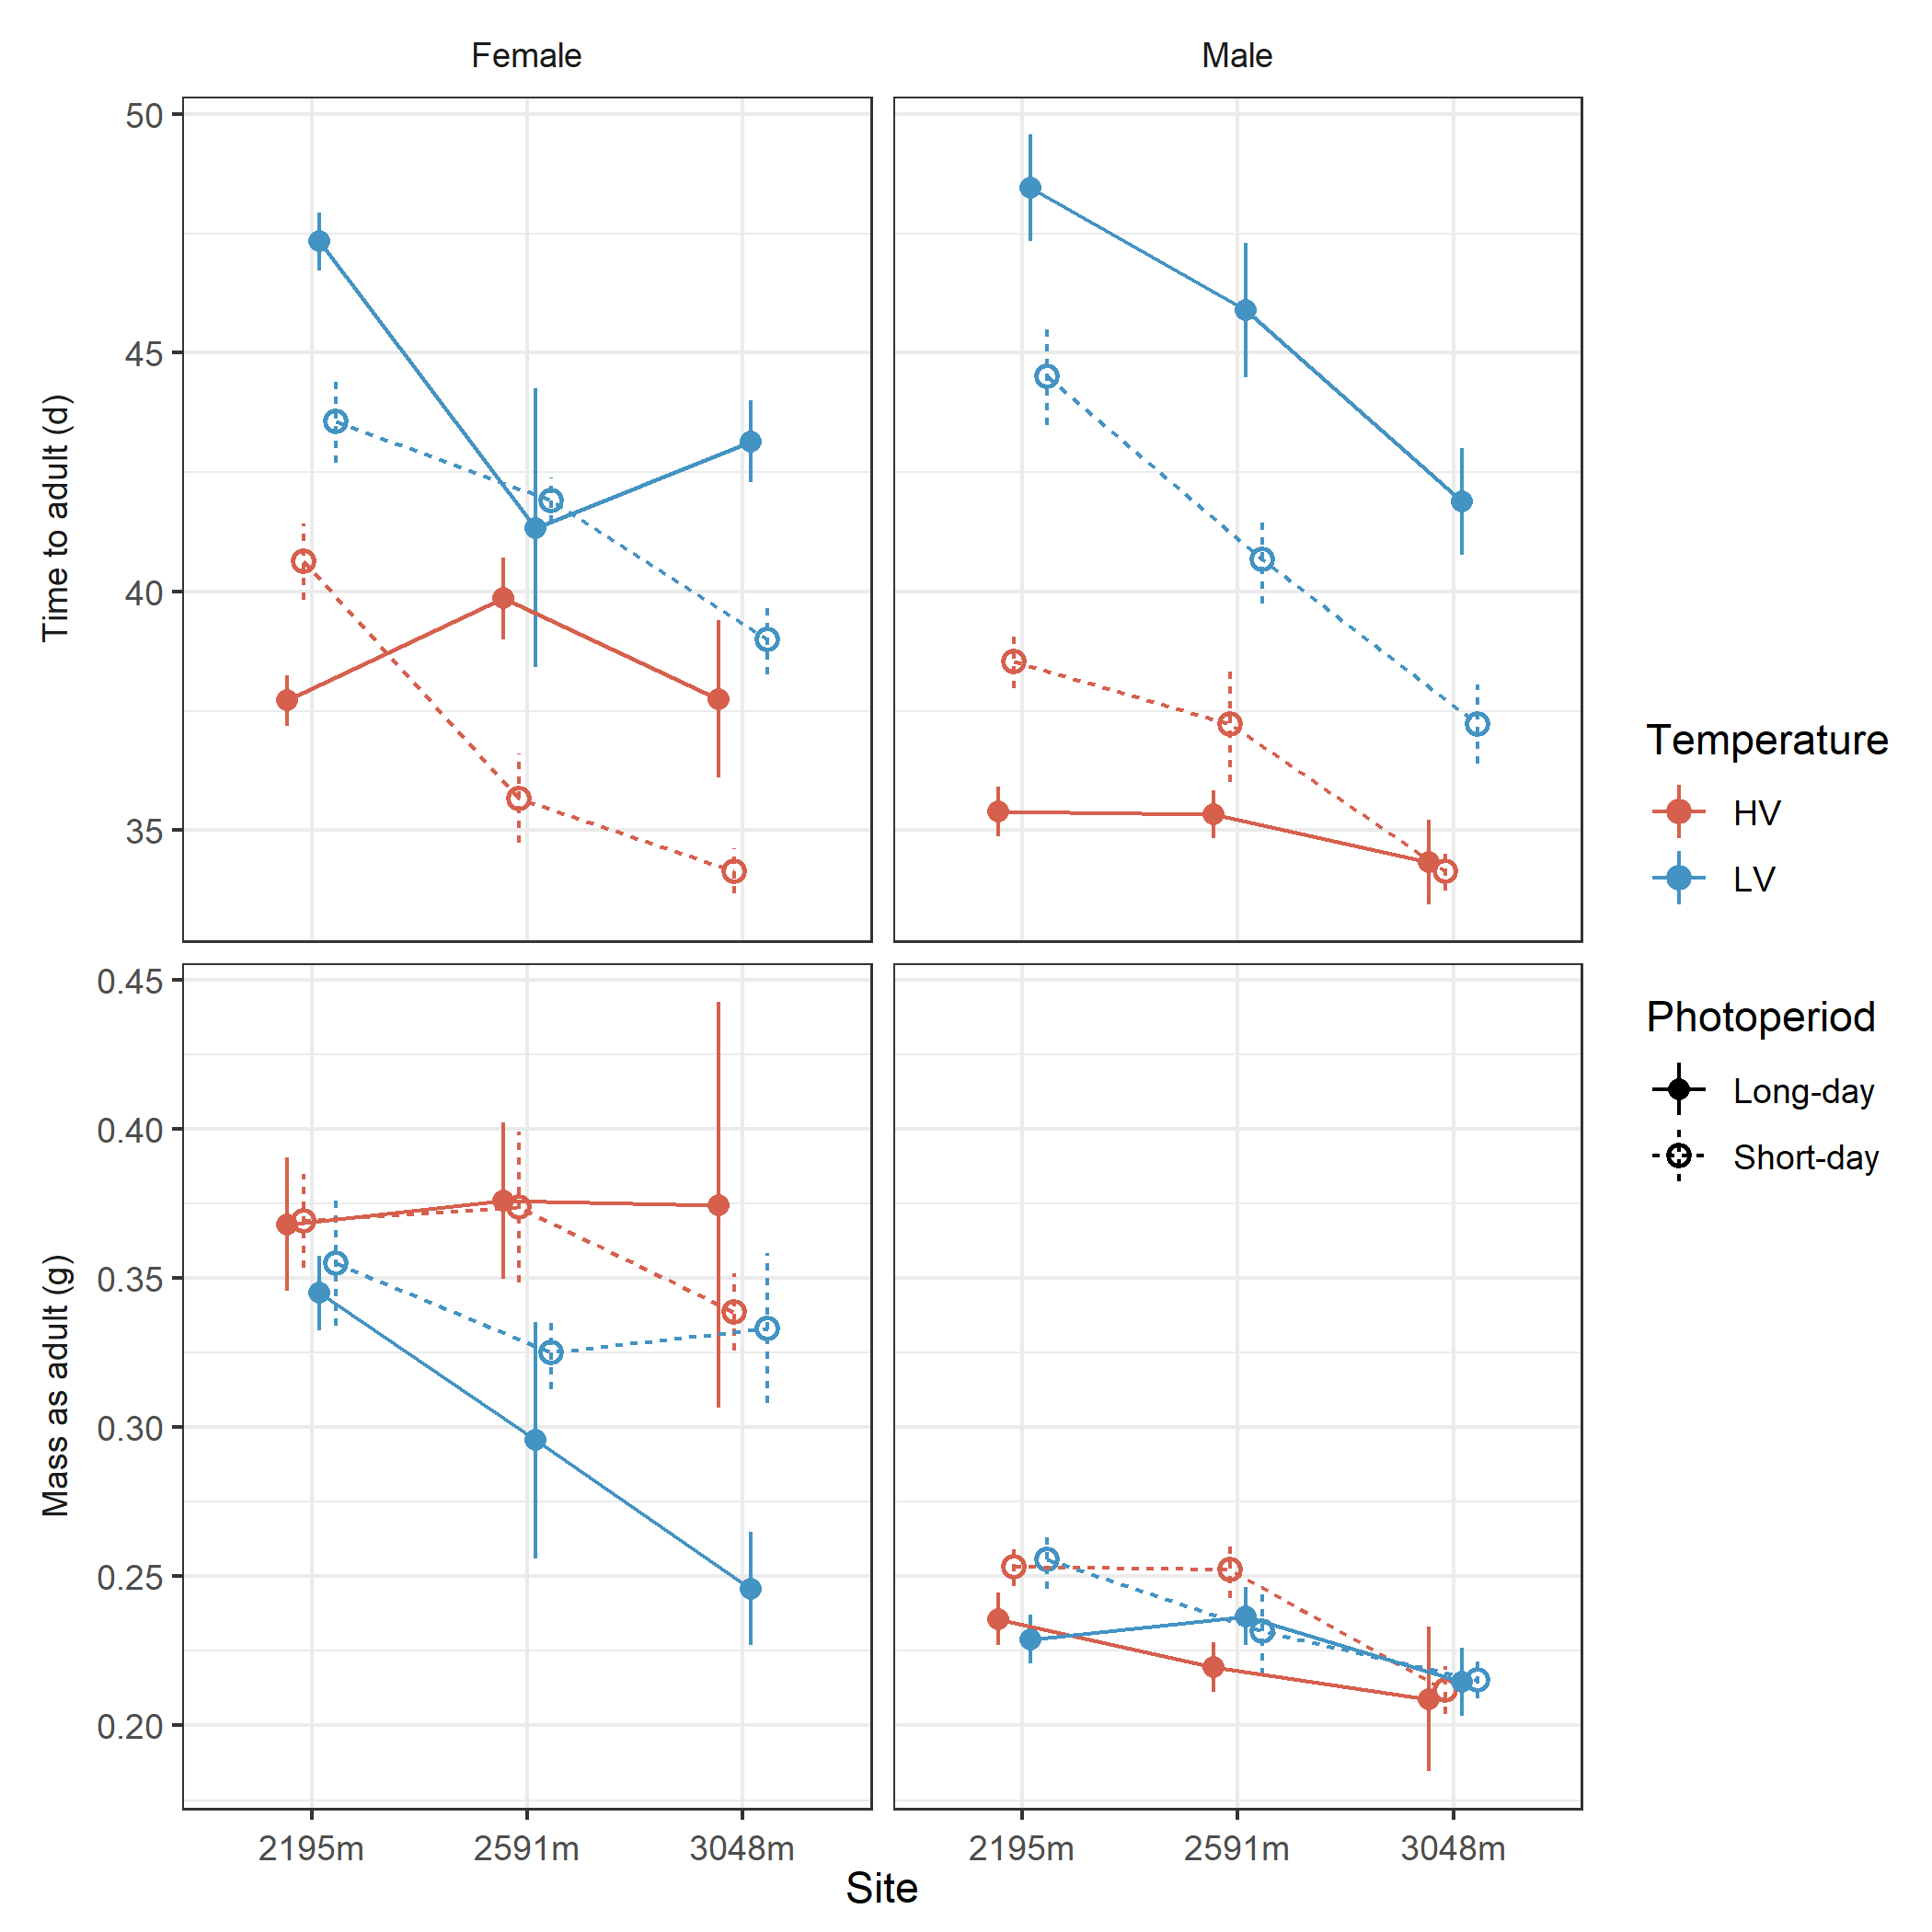 Female
Male
Time to adult (d)
50
45
40
35
Mass as adult (g)
0.45
0.40
0.35
0.30
0.25
0.20
2195m
2591m
3048m
2195m
2591m
3048m
Site
Temperature
HV
LV
Photoperiod
Long-day
Short-day